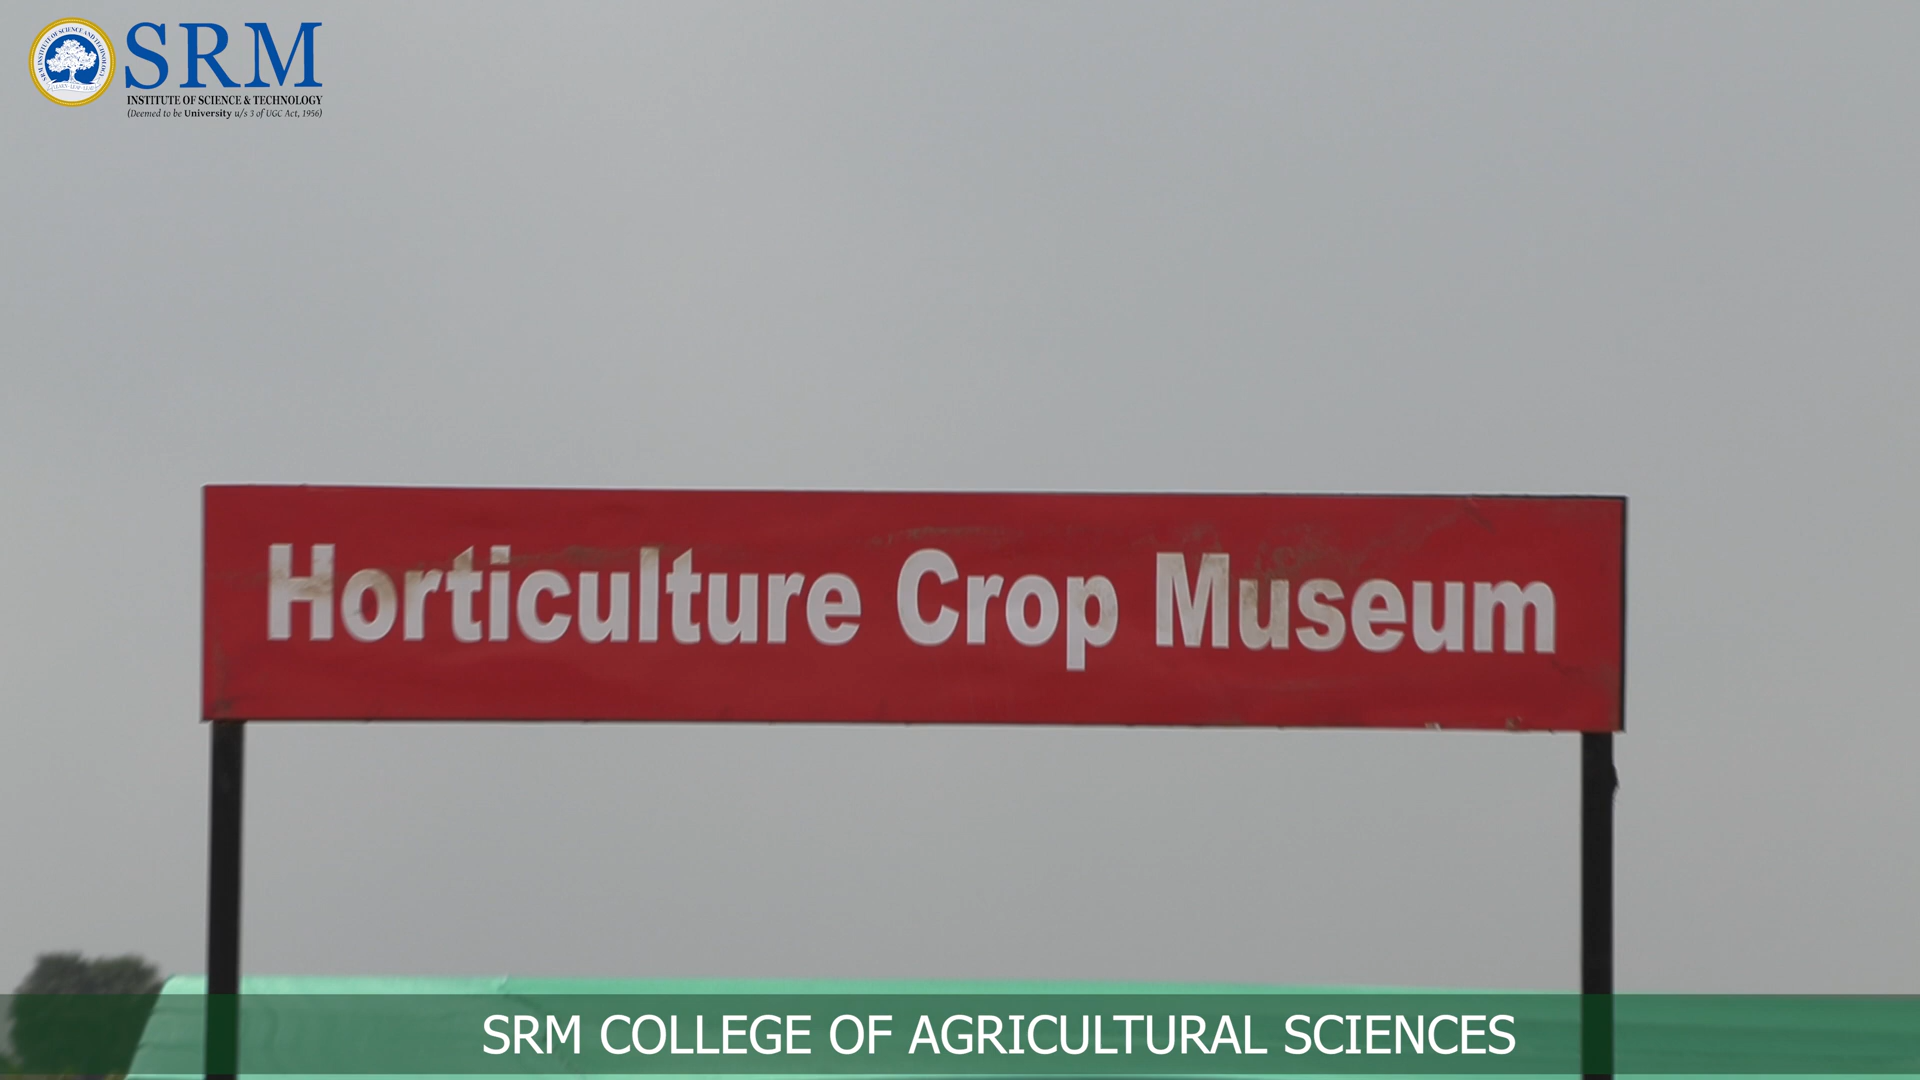 SRM
INSTITUTE OF SCIENCE & TECHNOLOGY
(Deemed to be University u/s 3 of UGC Act, 1956)
Horticulture Crop Museum
SRM COLLEGE OF AGRICULTURAL SCIENCES